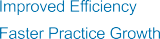 Improved Efficiency
Faster Practice Growth